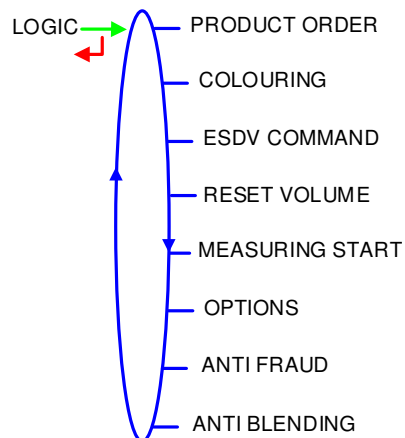 LOGIC
PRODUCT ORDER
COLOURING
ESDV COMMAND
RESET VOLUME
MEASURING START
OPTIONS
ANTI FRAUD
ANTI BLENDING